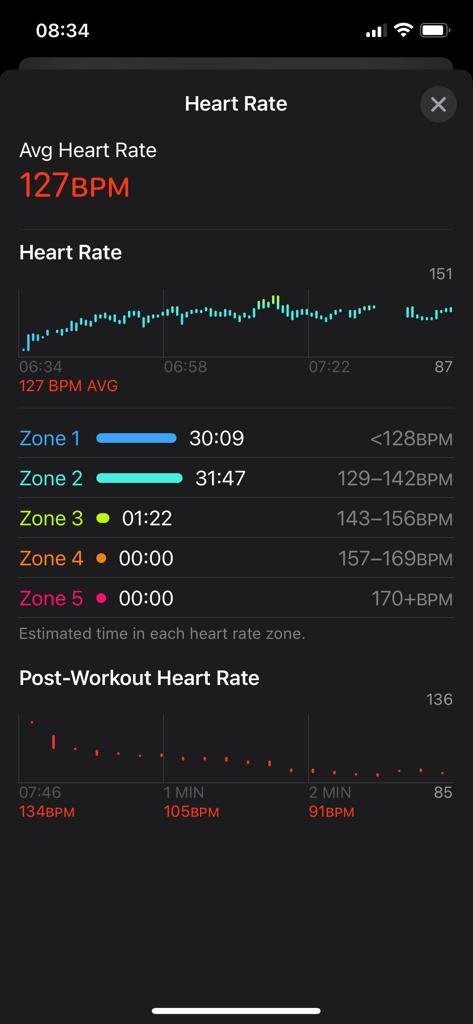 08:34
Heart Rate
Avg Heart Rate
127BPM
Heart Rate
151
06:34 06:58 07:22 87
127 BPM AVG
Zone 1 30:09 <128BPM
Zone 2 31:47 129–142BPM
Zone 3 01:22 143–156BPM
Zone 4 00:00 157–169BPM
Zone 5 00:00 170+BPM
Estimated time in each heart rate zone.
Post-Workout Heart Rate
136
07:46 1 MIN 2 MIN 85
134BPM 105BPM 91BPM